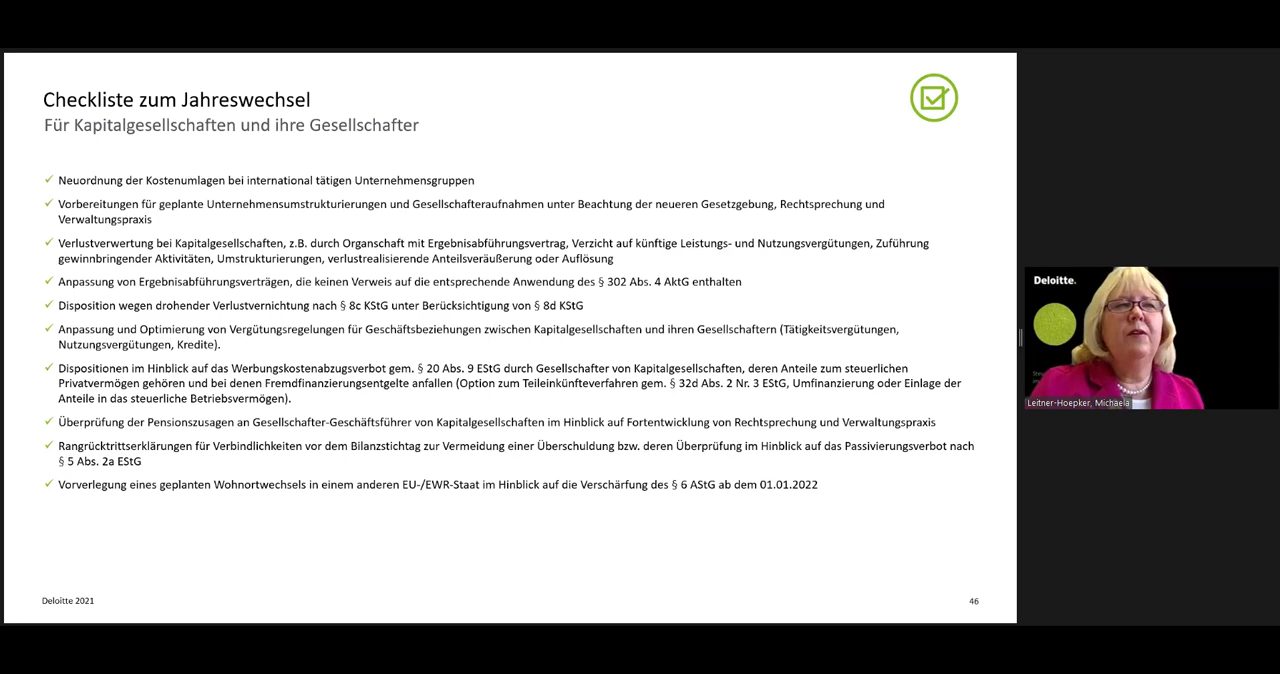 Checkliste zum Jahreswechsel
Für Kapitalgesellschaften und ihre Gesellschafter
Neuordnung der Kostenumlagen bei international tätigen Unternehmensgruppen
Vorbereitungen für geplante Unternehmensumstrukturierungen und Gesellschafteraufnahmen unter Beachtung der neueren Gesetzgebung, Rechtsprechung und
Verwaltungspraxis
Verlustverwertung bei Kapitalgesellschaften, z.B. durch Organschaft mit Ergebnisabführungsvertrag, Verzicht auf künftige Leistungs- und Nutzungsvergütungen, Zuführung
gewinnbringender Aktivitäten, Umstrukturierungen, verlustrealisierende Anteilsveräußerung oder Auflösung
Anpassung von Ergebnisabführungsverträgen, die keinen Verweis auf die entsprechende Anwendung des § 302 Abs. 4 AktG enthalten
Disposition wegen drohender Verlustvernichtung nach § 8c KStG unter Berücksichtigung von § 8d KStG
Anpassung und Optimierung von Vergütungsregelungen für Geschäftsbeziehungen zwischen Kapitalgesellschaften und ihren Gesellschaftern (Tätigkeitsvergütungen,
Nutzungsvergütungen, Kredite).
Dispositionen im Hinblick auf das Werbungskostenabzugsverbot gem. § 20 Abs. 9 EStG durch Gesellschafter von Kapitalgesellschaften, deren Anteile zum steuerlichen
Privatvermögen gehören und bei denen Fremdfinanzierungsentgelte anfallen (Option zum Teileinkünfteverfahren gem. § 32d Abs. 2 Nr. 3 EStG, Umfinanzierung oder Einlage der
Anteile in das steuerliche Betriebsvermögen).
Überprüfung der Pensionszusagen an Gesellschafter-Geschäftsführer von Kapitalgesellschaften im Hinblick auf Fortentwicklung von Rechtsprechung und Verwaltungspraxis
Rangrücktrittserklärungen für Verbindlichkeiten vor dem Bilanzstichtag zur Vermeidung einer Überschuldung bzw. deren Überprüfung im Hinblick auf das Passivierungsverbot nach
§ 5 Abs. 2a EStG
Vorverlegung eines geplanten Wohnortwechsels in einem anderen EU-/EWR-Staat im Hinblick auf die Verschärfung des § 6 AStG ab dem 01.01.2022
Deloitte 2021
46
Deloitte.
Leitner-Hoepker, Michaela